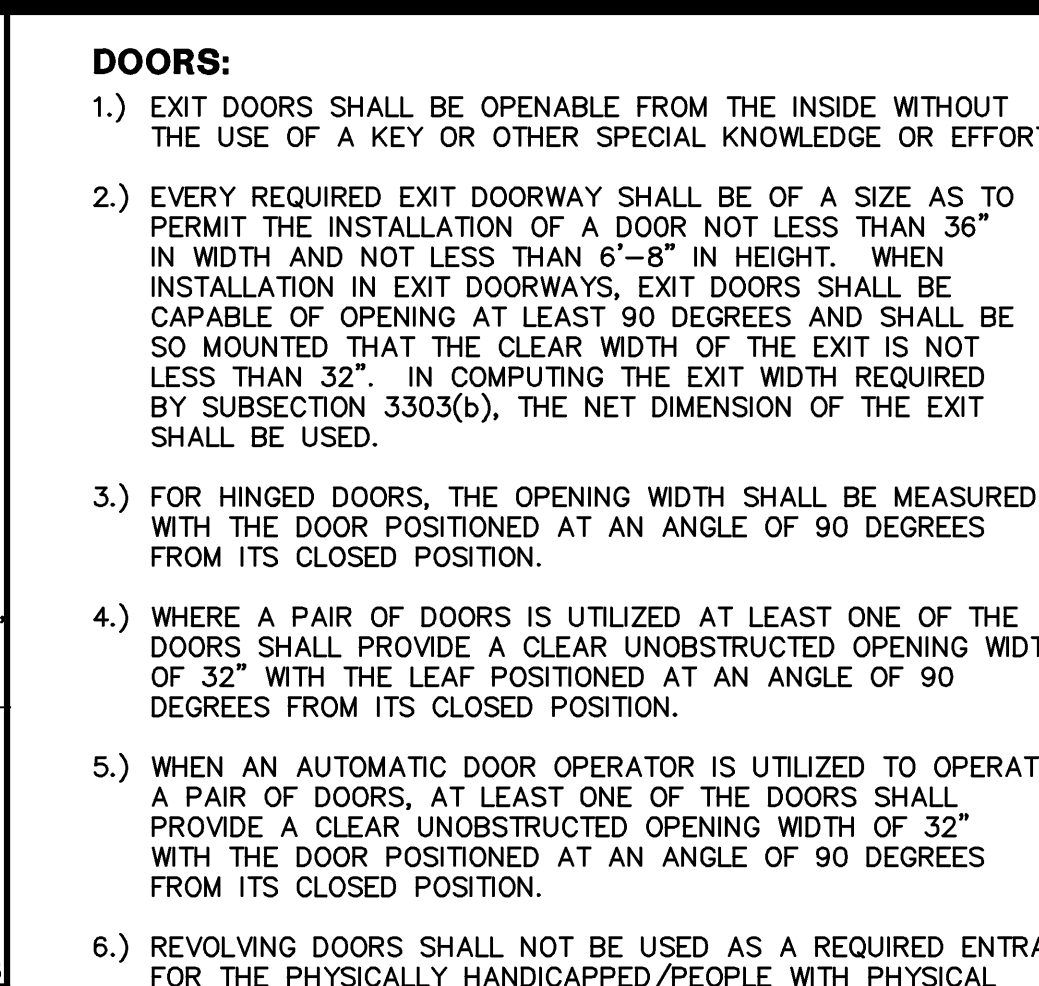 DOORS:
1.) EXIT DOORS SHALL BE OPENABLE FROM THE INSIDE WITHOUT
THE USE OF A KEY OR OTHER SPECIAL KNOWLEDGE OR EFFORT
2.) EVERY REQUIRED EXIT DOORWAY SHALL BE OF A SIZE AS TO
PERMIT THE INSTALLATION OF A DOOR NOT LESS THAN 36"
IN WIDTH AND NOT LESS THAN 6'-8" IN HEIGHT. WHEN
INSTALLATION IN EXIT DOORWAYS, EXIT DOORS SHALL BE
CAPABLE OF OPENING AT LEAST 90 DEGREES AND SHALL BE
SO MOUNTED THAT THE CLEAR WIDTH OF THE EXIT IS NOT
LESS THAN 32". IN COMPUTING THE EXIT WIDTH REQUIRED
BY SUBSECTION 3303(b), THE NET DIMENSION OF THE EXIT
SHALL BE USED.
3.) FOR HINGED DOORS, THE OPENING WIDTH SHALL BE MEASURED
WITH THE DOOR POSITIONED AT AN ANGLE OF 90 DEGREES
FROM ITS CLOSED POSITION.
4.) WHERE A PAIR OF DOORS IS UTILIZED AT LEAST ONE OF THE
DOORS SHALL PROVIDE A CLEAR UNOBSTRUCTED OPENING WIDT
OF 32" WITH THE LEAF POSITIONED AT AN ANGLE OF 90
DEGREES FROM ITS CLOSED POSITION.
5.) WHEN AN AUTOMATIC DOOR OPERATOR IS UTILIZED TO OPERAT
A PAIR OF DOORS, AT LEAST ONE OF THE DOORS SHALL
PROVIDE A CLEAR UNOBSTRUCTED OPENING WIDTH OF 32"
WITH THE DOOR POSITIONED AT AN ANGLE OF 90 DEGREES
FROM ITS CLOSED POSITION.
6.) REVOLVING DOORS SHALL NOT BE USED AS A REQUIRED ENTRA
FOR THE PHYSICALLY HANDICAPPED/PEOPLE WITH PHYSICAL